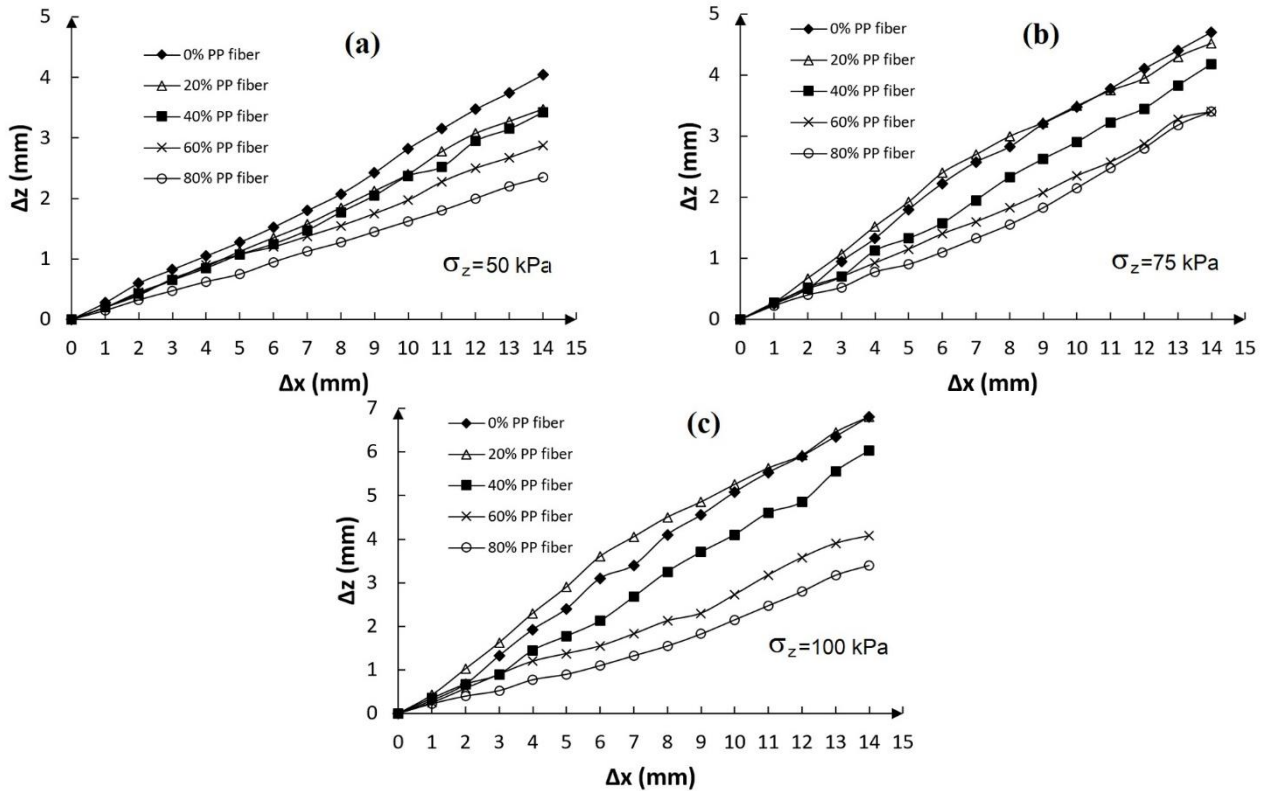 (a)
5
4
3
2
1
0
Δz (mm)
0% PP fiber
20% PP fiber
40% PP fiber
60% PP fiber
80% PP fiber
σz=50 kPa
0 1 2 3 4 5 6 7 8 9 10 11 12 13 14 15
Δx (mm)
(b)
5
4
3
2
1
0
Δz (mm)
0% PP fiber
20% PP fiber
40% PP fiber
60% PP fiber
80% PP fiber
σz=75 kPa
0 1 2 3 4 5 6 7 8 9 10 11 12 13 14 15
Δx (mm)
(c)
7
6
5
4
3
2
1
0
Δz (mm)
0% PP fiber
20% PP fiber
40% PP fiber
60% PP fiber
80% PP fiber
σz=100 kPa
0 1 2 3 4 5 6 7 8 9 10 11 12 13 14 15
Δx (mm)